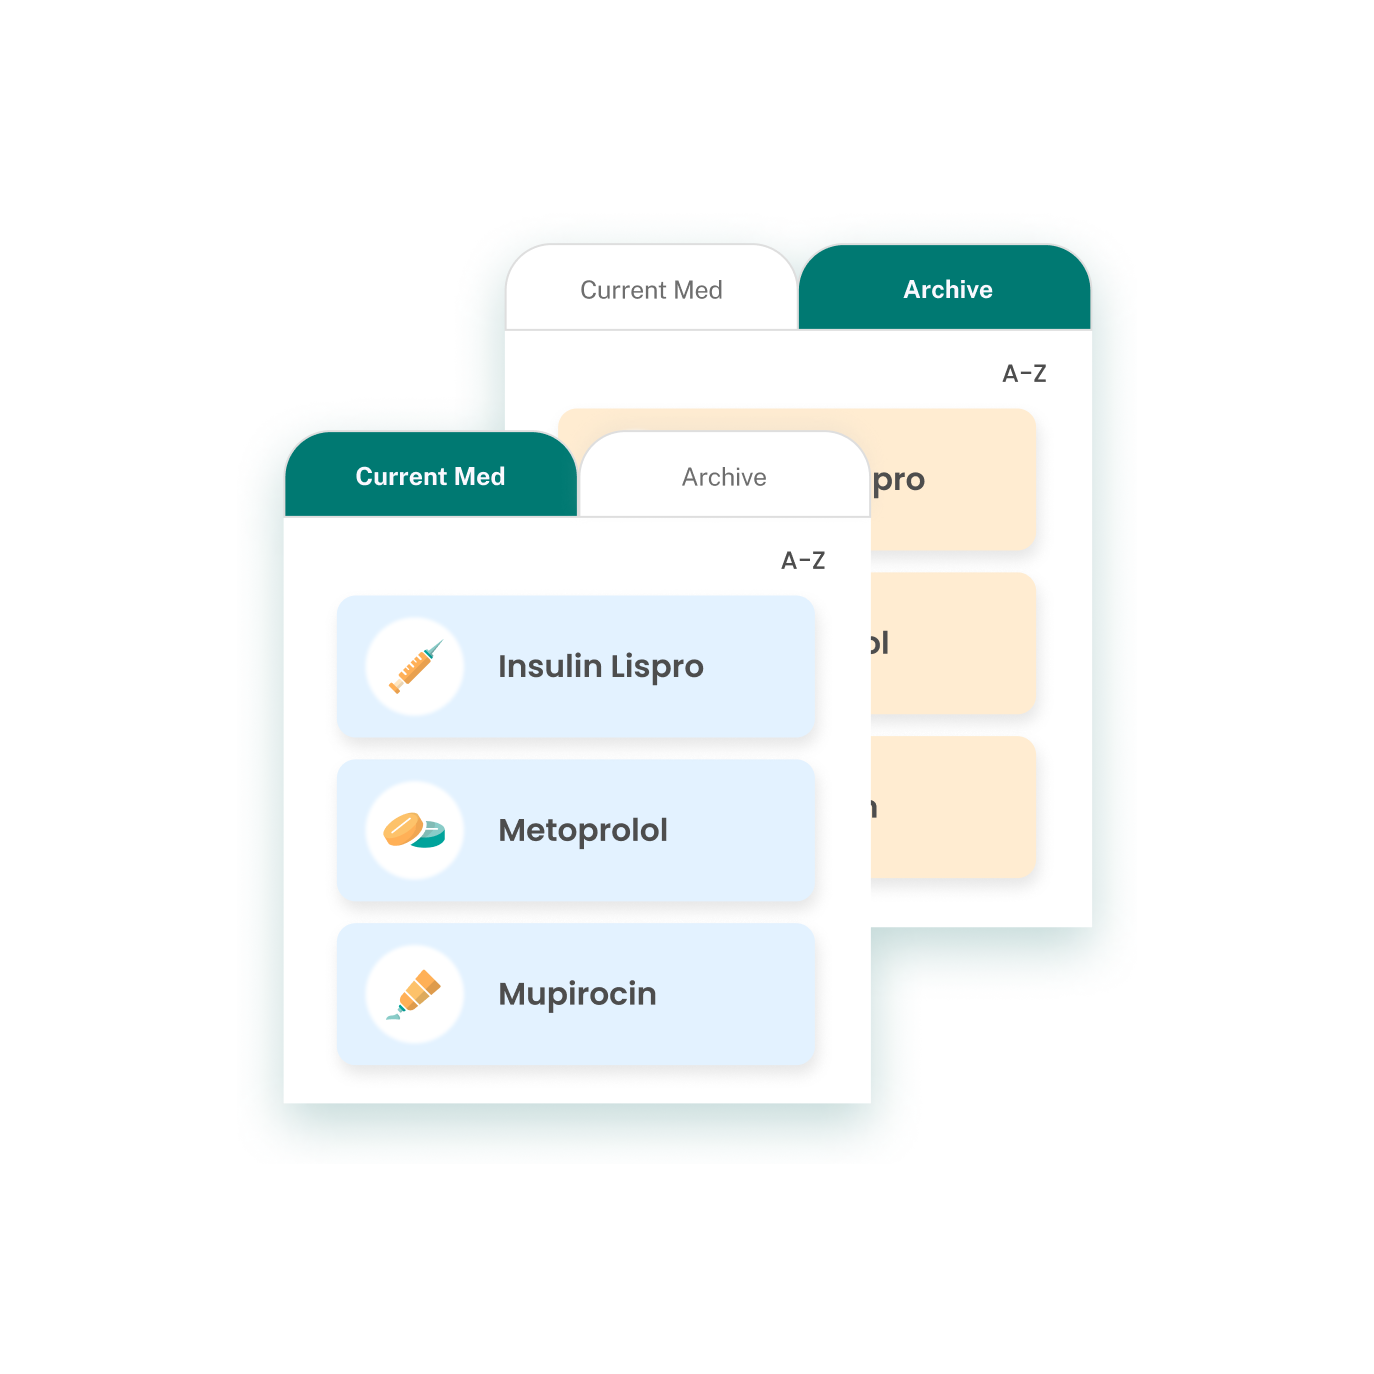 Current Med
Archive
A-Z
pro
ol
Current Med
Archive
A-Z
Insulin Lispro
Metoprolol
Mupirocin